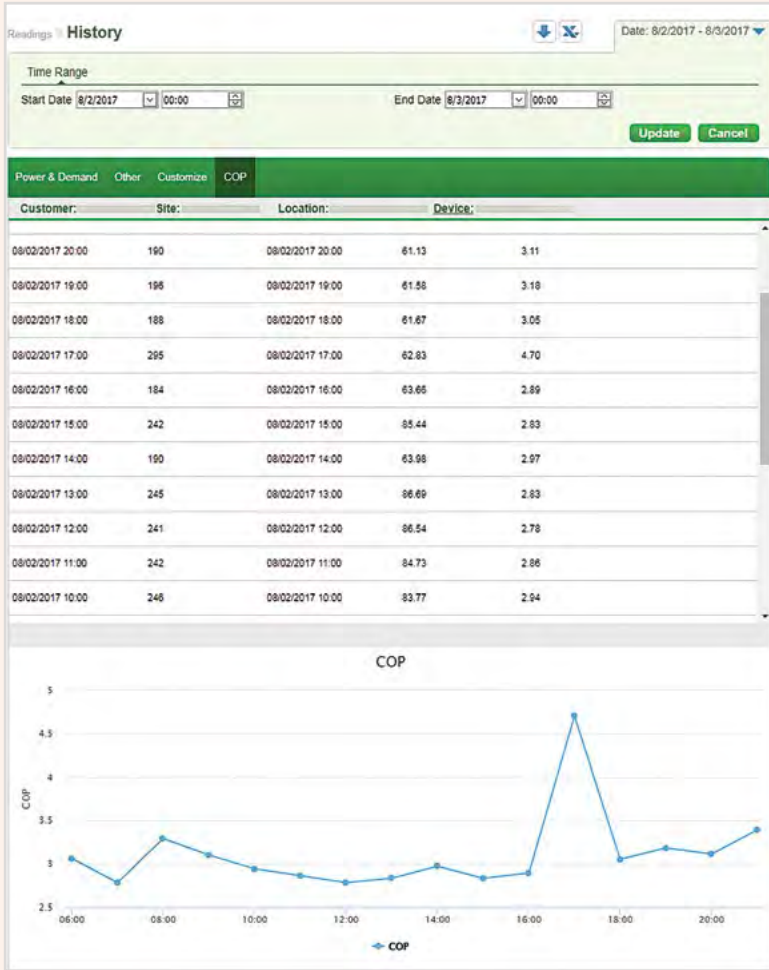 Readings » History
Date: 8/2/2017 - 8/3/2017
Time Range
Start Date 8/2/2017 00:00 End Date 8/3/2017 00:00
Update Cancel
Power & Demand Other Customize COP
Customer: Site: Location: Device:
08/02/2017 20:00 190 08/02/2017 20:00 61.13 3.11
08/02/2017 19:00 196 08/02/2017 19:00 61.58 3.18
08/02/2017 18:00 188 08/02/2017 18:00 61.67 3.05
08/02/2017 17:00 295 08/02/2017 17:00 62.83 4.70
08/02/2017 16:00 184 08/02/2017 16:00 63.66 2.89
08/02/2017 15:00 242 08/02/2017 15:00 85.44 2.83
08/02/2017 14:00 190 08/02/2017 14:00 63.98 2.97
08/02/2017 13:00 245 08/02/2017 13:00 86.69 2.83
08/02/2017 12:00 241 08/02/2017 12:00 86.54 2.78
08/02/2017 11:00 242 08/02/2017 11:00 84.73 2.86
08/02/2017 10:00 246 08/02/2017 10:00 83.77 2.94
COP
5
4.5
4
3.5
3
2.5
COP
06:00 08:00 10:00 12:00 14:00 16:00 18:00 20:00
COP